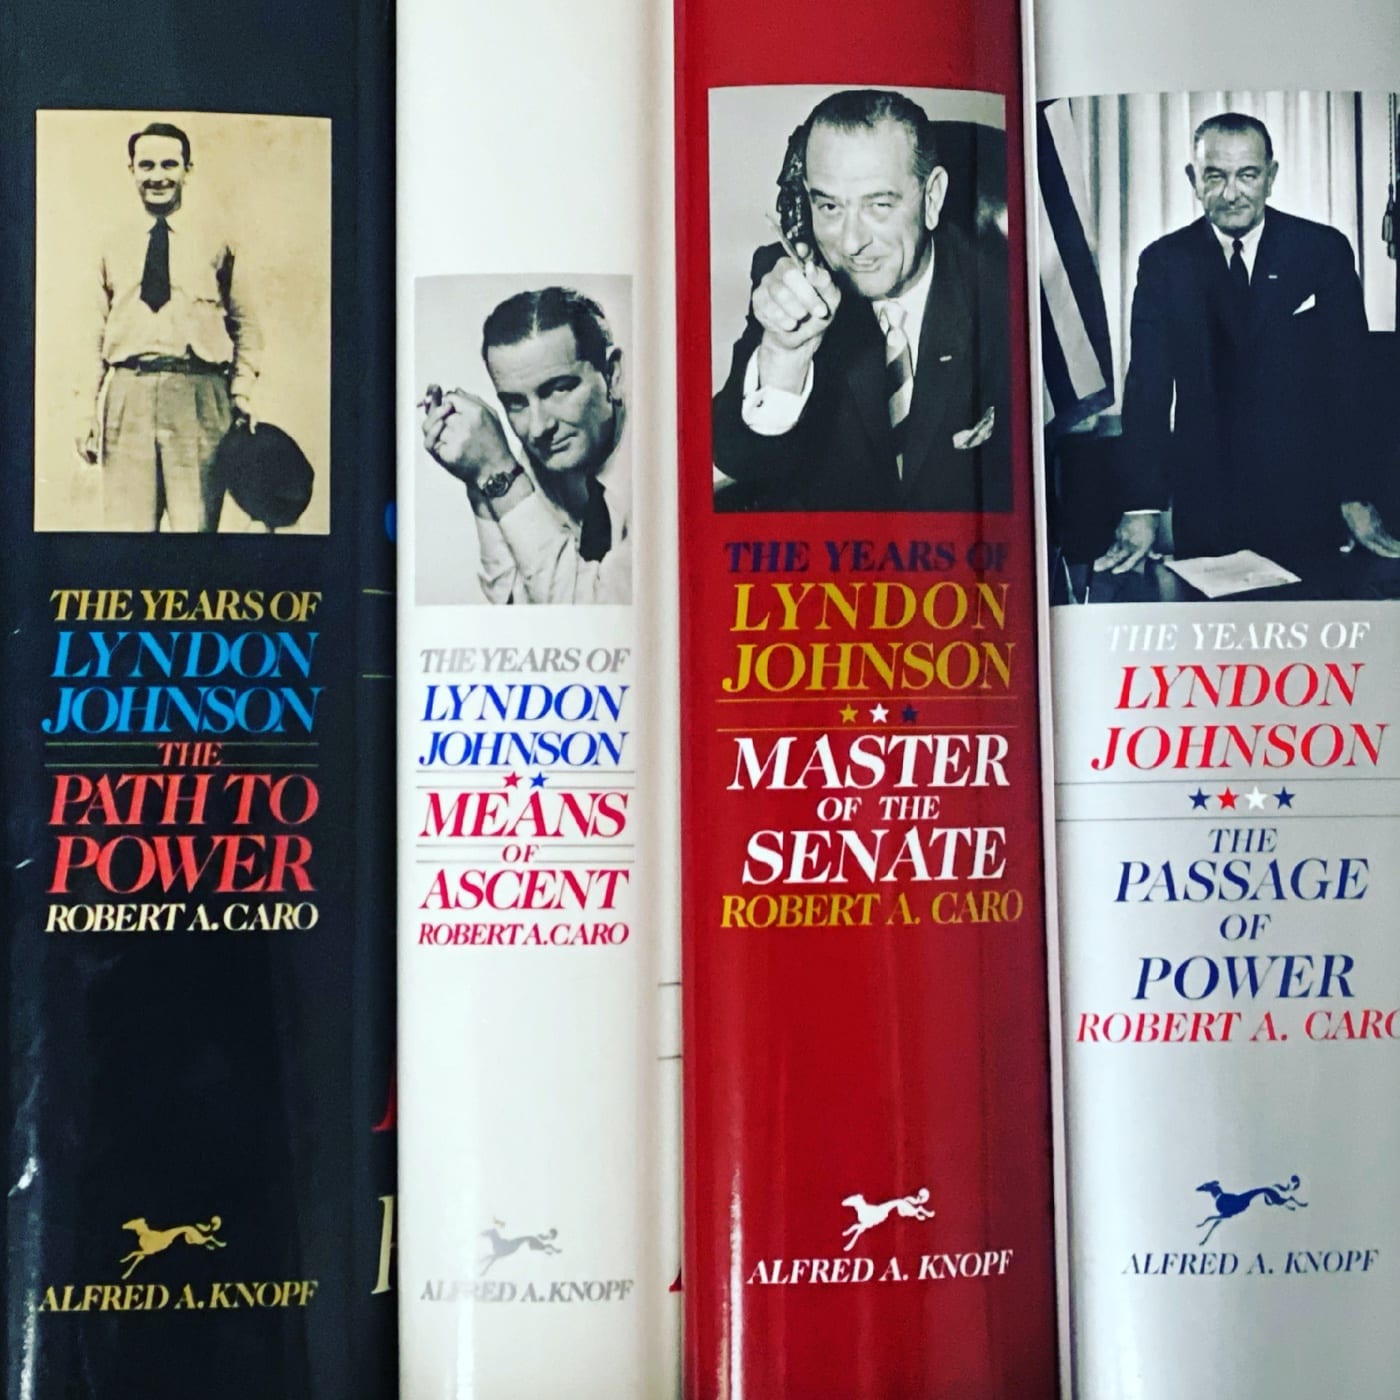 THE YEARS OF
LYNDON
JOHNSON
THE
PATH TO
POWER
ROBERT A. CARO
ALFRED A. KNOPF
THE YEARS OF
LYNDON
JOHNSON
MEANS
OF
ASCENT
ROBERT A. CARO
ALFRED A. KNOPF
THE YEARS OF
LYNDON
JOHNSON
MASTER
OF THE
SENATE
ROBERT A. CARO
ALFRED A. KNOPF
THE YEARS OF
LYNDON
JOHNSON
THE
PASSAGE
OF
POWER
ROBERT A. CARO
ALFRED A. KNOPF